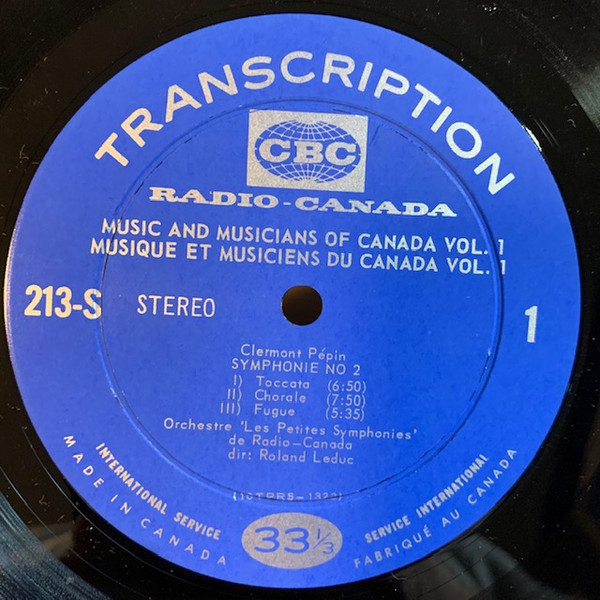 TRANSCRIPTION
CBC
RADIO-CANADA
MUSIC AND MUSICIANS OF CANADA VOL. 1
MUSIQUE ET MUSICIENS DU CANADA VOL. 1
213-S STEREO 1
Clermont Pépin
SYMPHONIE NO 2
I) Toccata (6:50)
II) Chorale (7:50)
III) Fugue (5:35)
Orchestre 'Les Petites Symphonies'
de Radio-Canada
dir: Roland Leduc
INTERNATIONAL SERVICE
MADE IN CANADA
33 1/3
SERVICE INTERNATIONAL
FABRIQUÉ AU CANADA